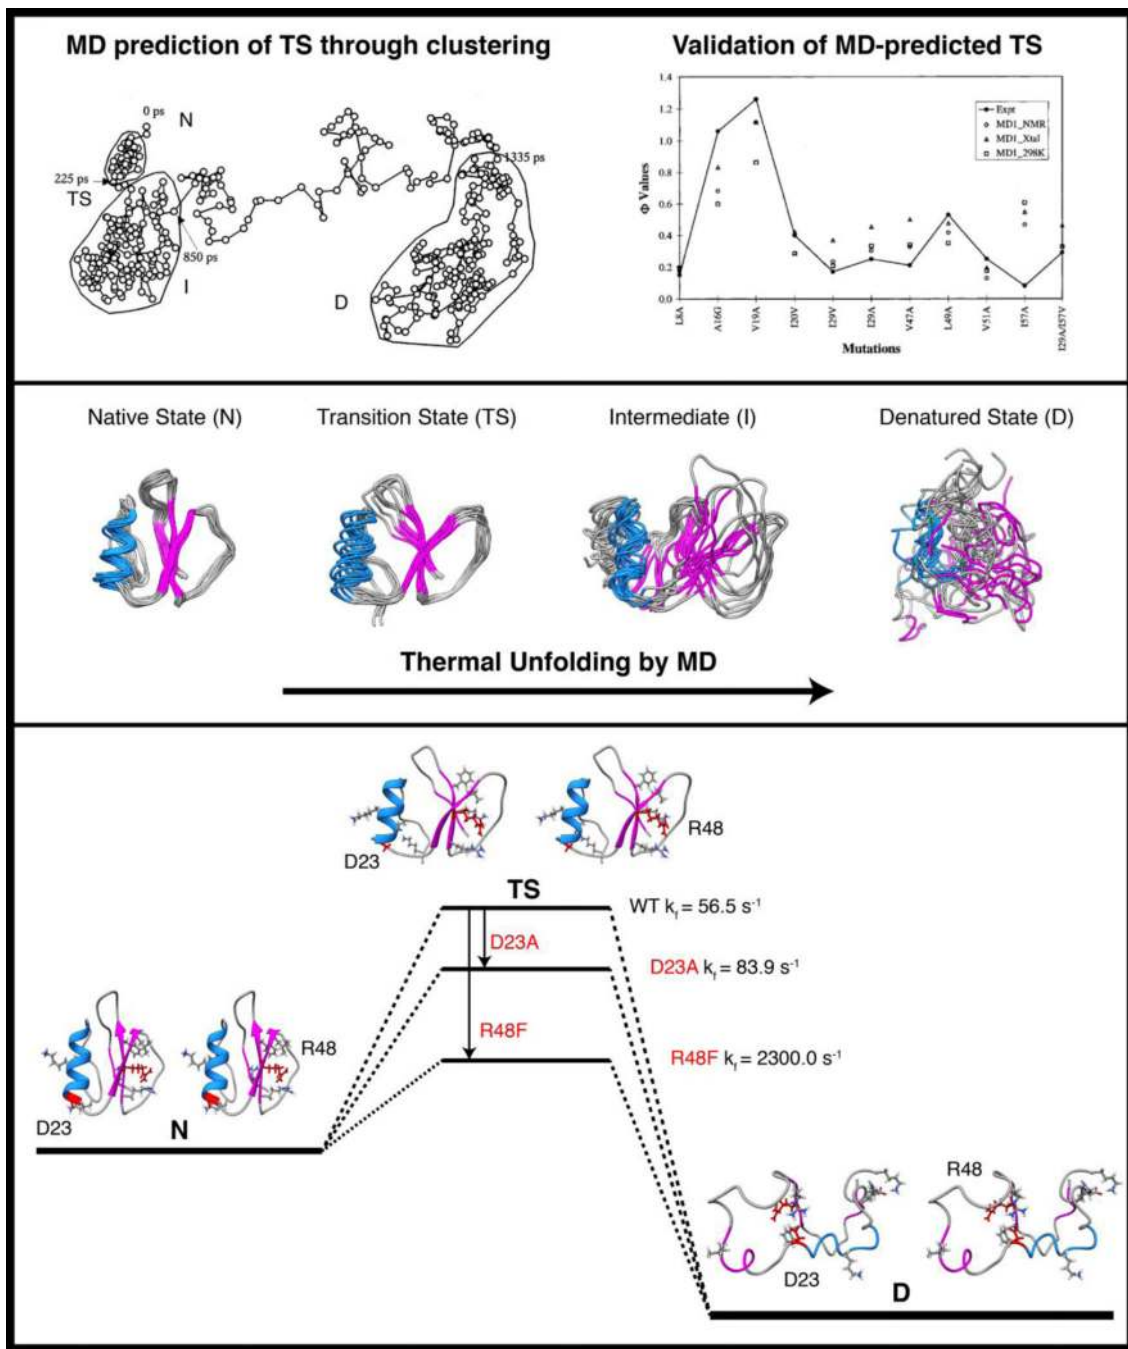 MD prediction of TS through clustering
0 ps
N
225 ps
TS
850 ps
I
1335 ps
D
Validation of MD-predicted TS
1.4
1.2
1.0
0.8
0.6
0.4
0.2
0.0
Φ Values
Expt
MD1_NMR
MD1_Xtal
MD1_298K
L8A
A16G
V19A
I20V
I29V
I29A
V47A
L49A
V51A
I57A
I29A/I57V
Mutations
Native State (N)
Transition State (TS)
Intermediate (I)
Denatured State (D)
Thermal Unfolding by MD
D23
R48
TS
WT kf = 56.5 s-1
D23A
D23A kf = 83.9 s-1
R48F
R48F kf = 2300.0 s-1
R48
D23
N
R48
D23
D